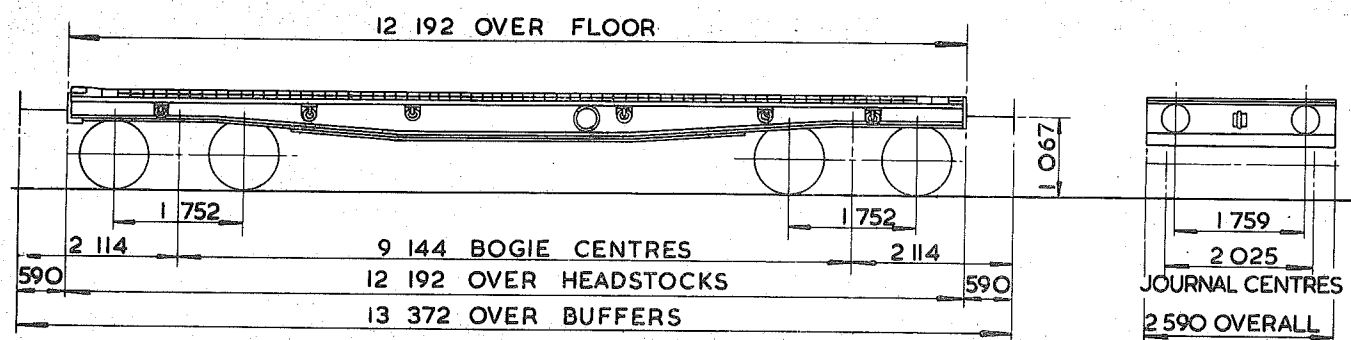 12 192 OVER FLOOR
1 067
1 752
1 752
1 759
2 114
9 144 BOGIE CENTRES
2 114
2 025
590
12 192 OVER HEADSTOCKS
590
JOURNAL CENTRES
13 372 OVER BUFFERS
2 590 OVERALL